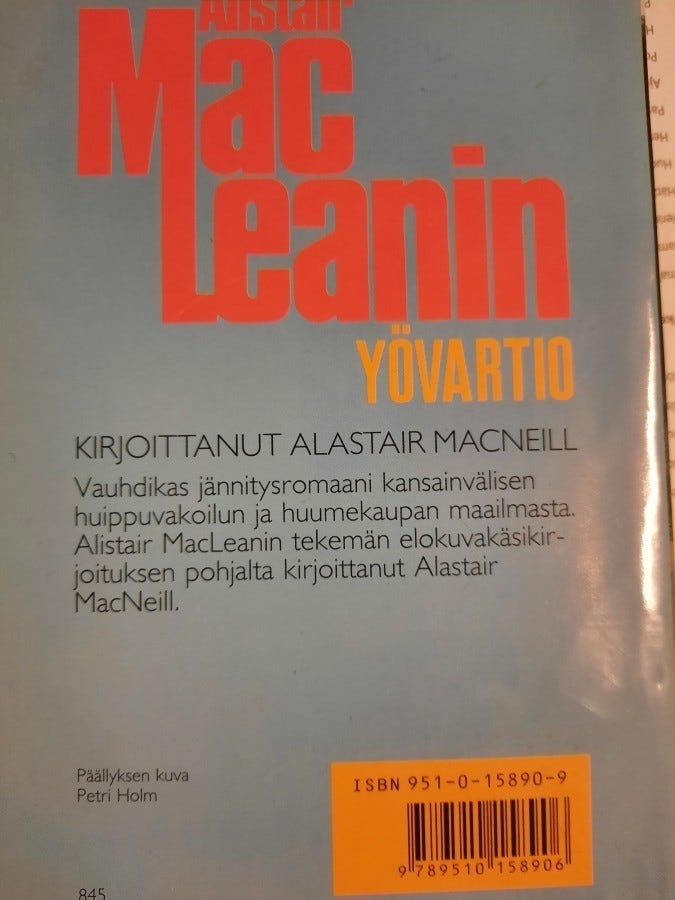 Alistair
Mac
Leanin
YÖVARTIO
KIRJOITTANUT ALASTAIR MACNEILL
Vauhdikas jännitysromaani kansainvälisen
huippuvakoilun ja huumekaupan maailmasta.
Alistair MacLeanin tekemän elokuvakäsikir-
joituksen pohjalta kirjoittanut Alastair
MacNeill.
Päällyksen kuva
Petri Holm
ISBN 951-0-15890-9
9 789510 158906
845